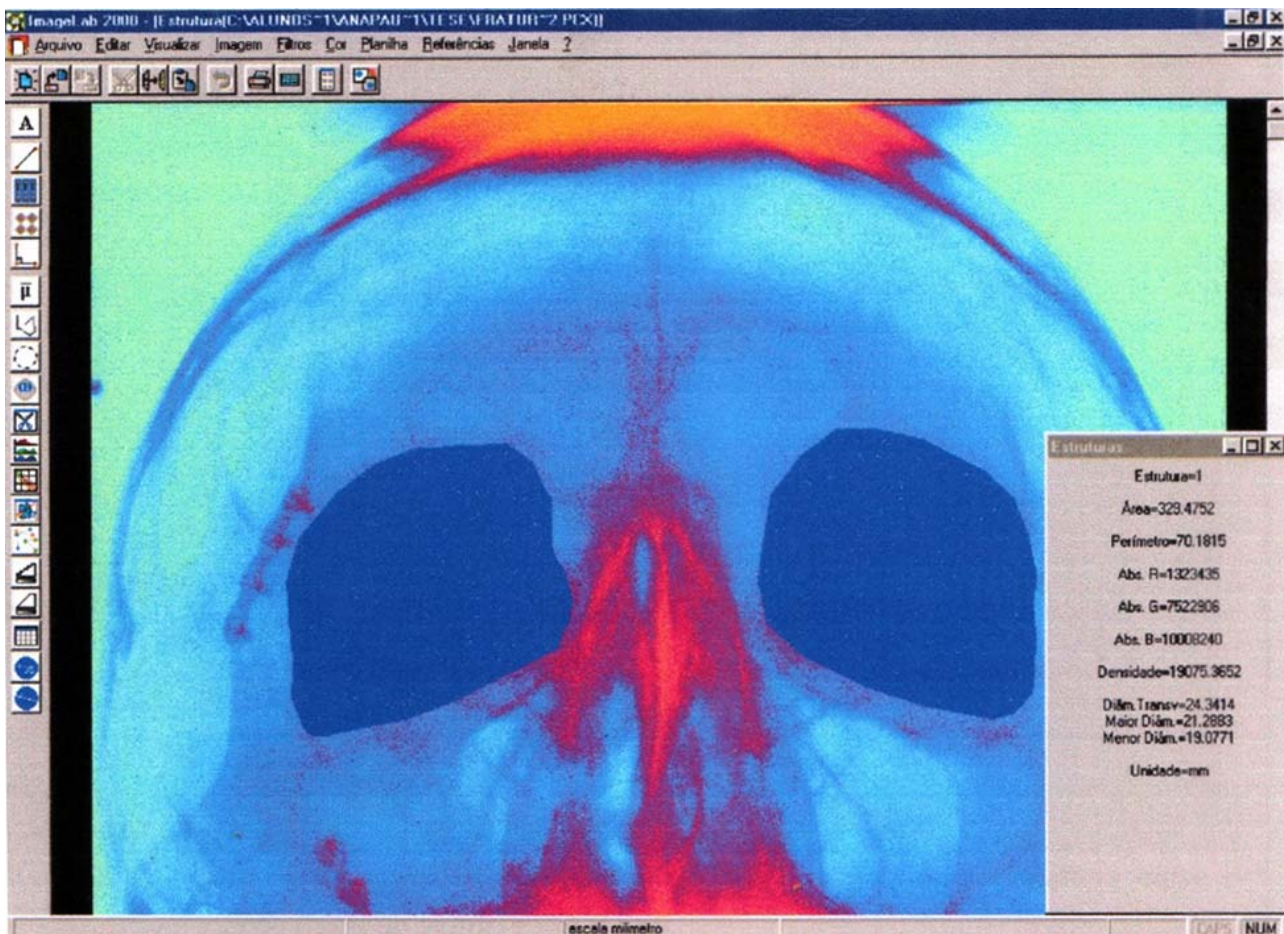 ImageLab 2000 - [Estrutura(C:\ALUNOS~1\ANAPAU~1\TESE\FRATUR~2.PCX)]
Arquivo Editar Visualizar Imagem Filtros Cor Planilha Referências Janela ?
A
μ
Estruturas
Estrutura=1
Área=329.4752
Perímetro=70.1815
Abs. R=1323435
Abs. G=7522906
Abs. B=10008240
Densidade=19075.3652
Diâm.Transv=24.3414
Maior Diâm.=21.2883
Menor Diâm.=19.0771
Unidade=mm
escala milmetro
CAPS NUM